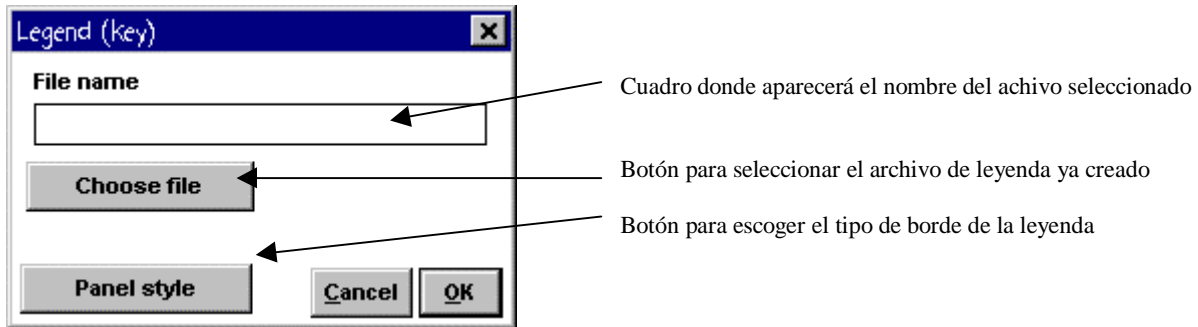 Legend (key)
File name
Cuadro donde aparecerá el nombre del achivo seleccionado
Choose file
Botón para seleccionar el archivo de leyenda ya creado
Botón para escoger el tipo de borde de la leyenda
Panel style
Cancel
OK